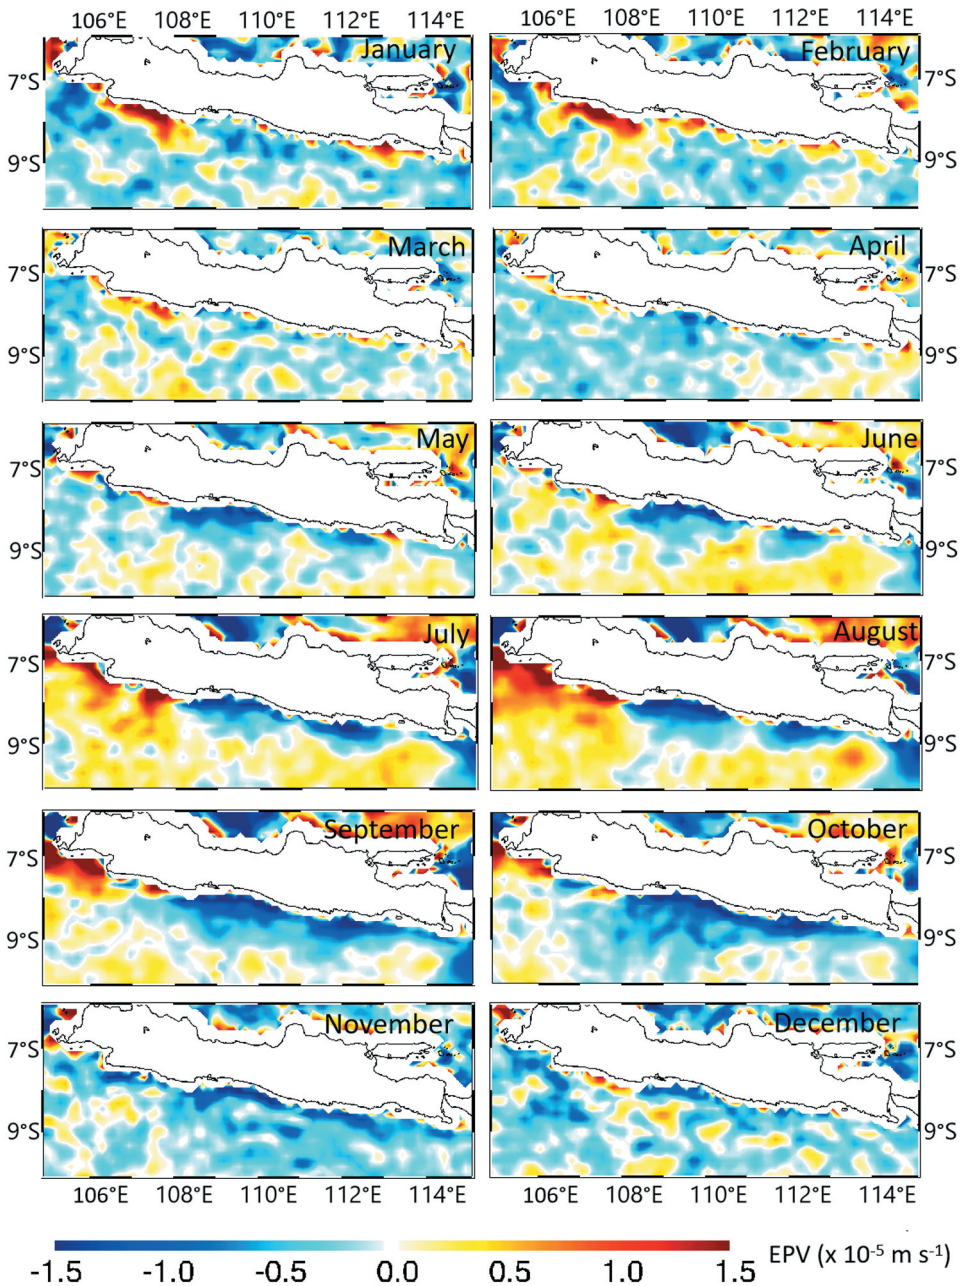 106°E 108°E 110°E 112°E 114°E 106°E 108°E 110°E 112°E 114°E
January February
7°S 7°S
9°S 9°S
March April
7°S 7°S
9°S 9°S
May June
7°S 7°S
9°S 9°S
July August
7°S 7°S
9°S 9°S
September October
7°S 7°S
9°S 9°S
November December
7°S 7°S
9°S 9°S
106°E 108°E 110°E 112°E 114°E 106°E 108°E 110°E 112°E 114°E
-1.5 -1.0 -0.5 0.0 0.5 1.0 1.5 EPV (x 10⁻⁵ m s⁻¹)